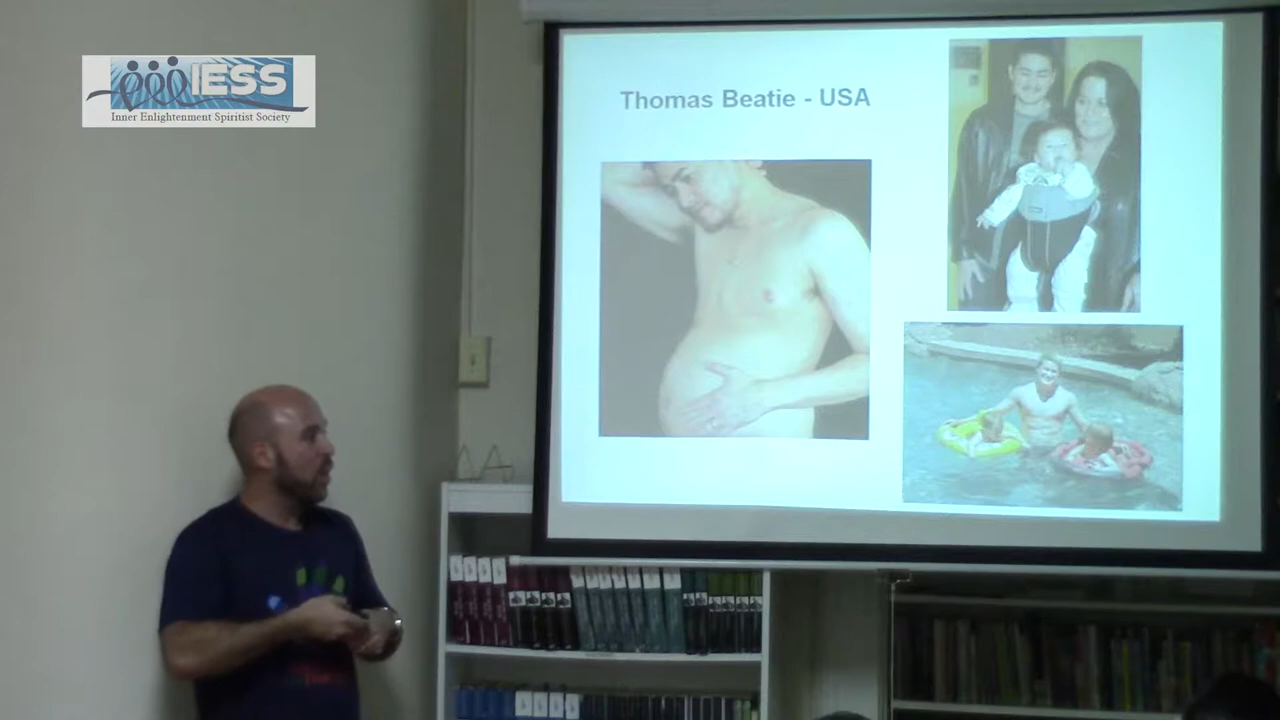 IESS
Inner Enlightenment Spiritist Society
Thomas Beatie - USA